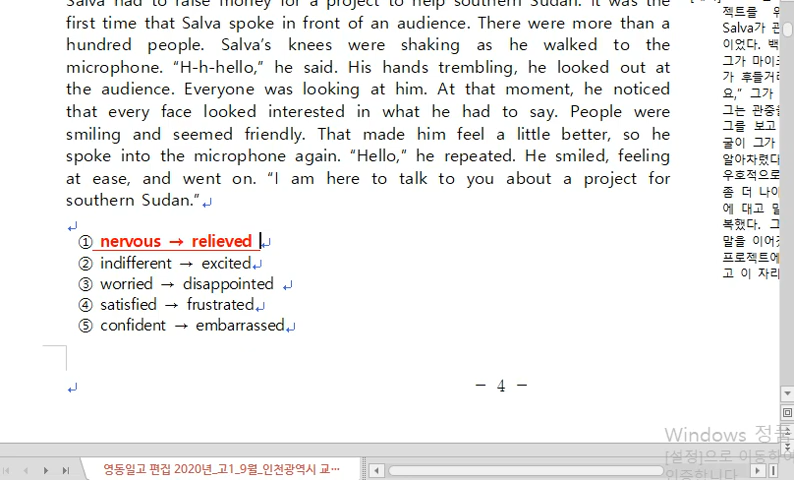 Salva had to raise money for a project to help southern Sudan. It was the
first time that Salva spoke in front of an audience. There were more than a
hundred people. Salva's knees were shaking as he walked to the
microphone. “H-h-hello,” he said. His hands trembling, he looked out at
the audience. Everyone was looking at him. At that moment, he noticed
that every face looked interested in what he had to say. People were
smiling and seemed friendly. That made him feel a little better, so he
spoke into the microphone again. “Hello,” he repeated. He smiled, feeling
at ease, and went on. “I am here to talk to you about a project for
southern Sudan.”
① nervous → relieved
② indifferent → excited
③ worried → disappointed
④ satisfied → frustrated
⑤ confident → embarrassed
- 4 -
젝트를
Salva가
이었다. 백
그가 마이
가 후들거
요,” 그가
그는 관중
그를 보고
굴이 그가
알아차렸다
우호적으로
좀 더 나
에 대고 말
복했다. 그
말을 이어
프로젝트에
고 이 자리
Windows 정품
[설정]으로 이동하여
인증합니다
영동일고 편집 2020년_고1_9월_인천광역시 교…